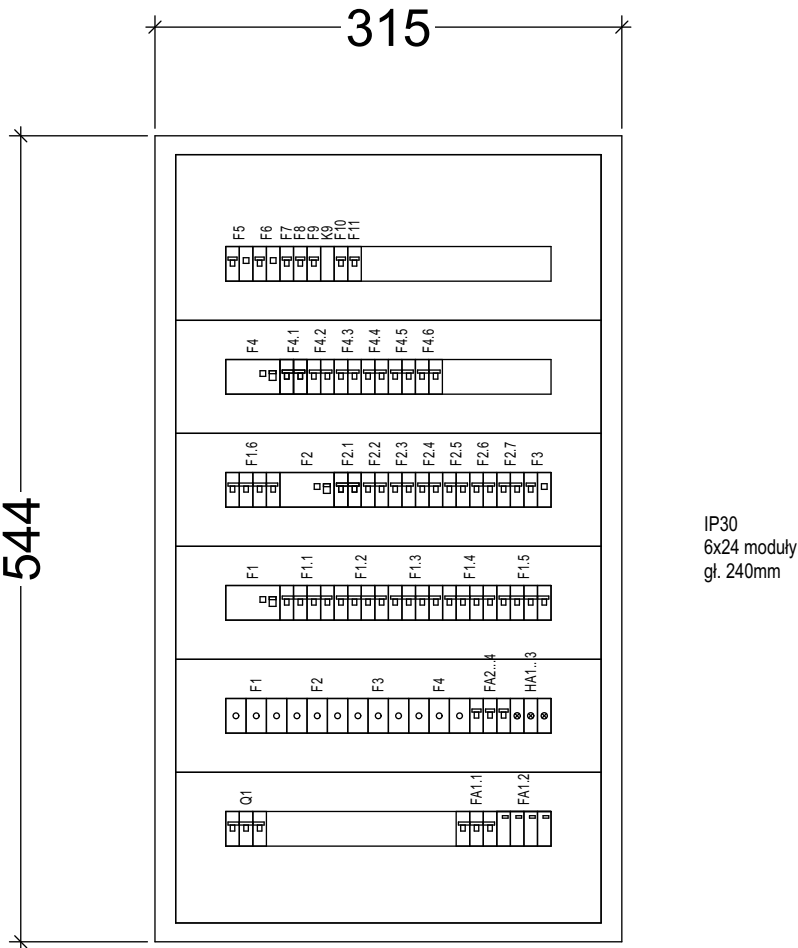 315
544
F5 F6 F7 F8 F9 K9 F10 F11
F4 F4.1 F4.2 F4.3 F4.4 F4.5 F4.6
F1.6 F2 F2.1 F2.2 F2.3 F2.4 F2.5 F2.6 F2.7 F3
F1 F1.1 F1.2 F1.3 F1.4 F1.5
F1 F2 F3 F4 FA2...4 HA1...3
Q1 FA1.1 FA1.2
IP30
6x24 moduły
gł. 240mm